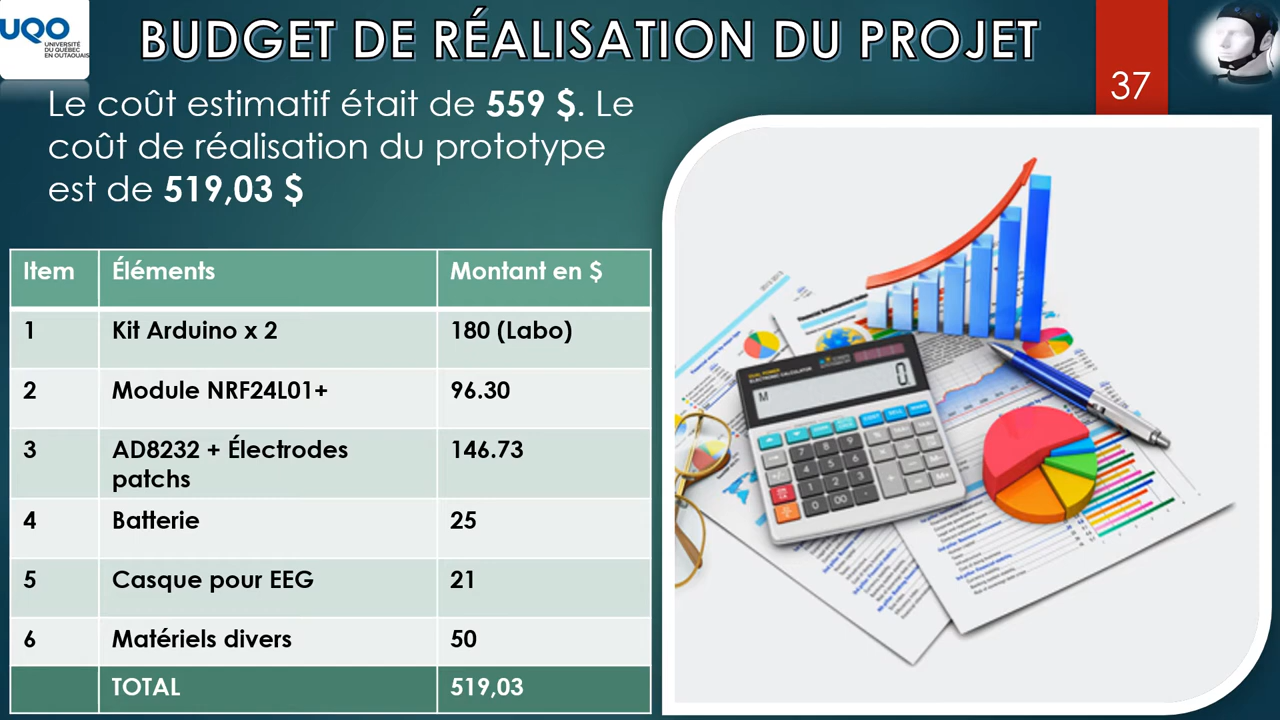 UQO
UNIVERSITÉ
DU QUÉBEC
EN OUTAOUAIS
BUDGET DE RÉALISATION DU PROJET
37
Le coût estimatif était de 559 $. Le
coût de réalisation du prototype
est de 519,03 $
Item Éléments Montant en $
1 Kit Arduino x 2 180 (Labo)
2 Module NRF24L01+ 96.30
3 AD8232 + Électrodes
patchs 146.73
4 Batterie 25
5 Casque pour EEG 21
6 Matériels divers 50
TOTAL 519,03